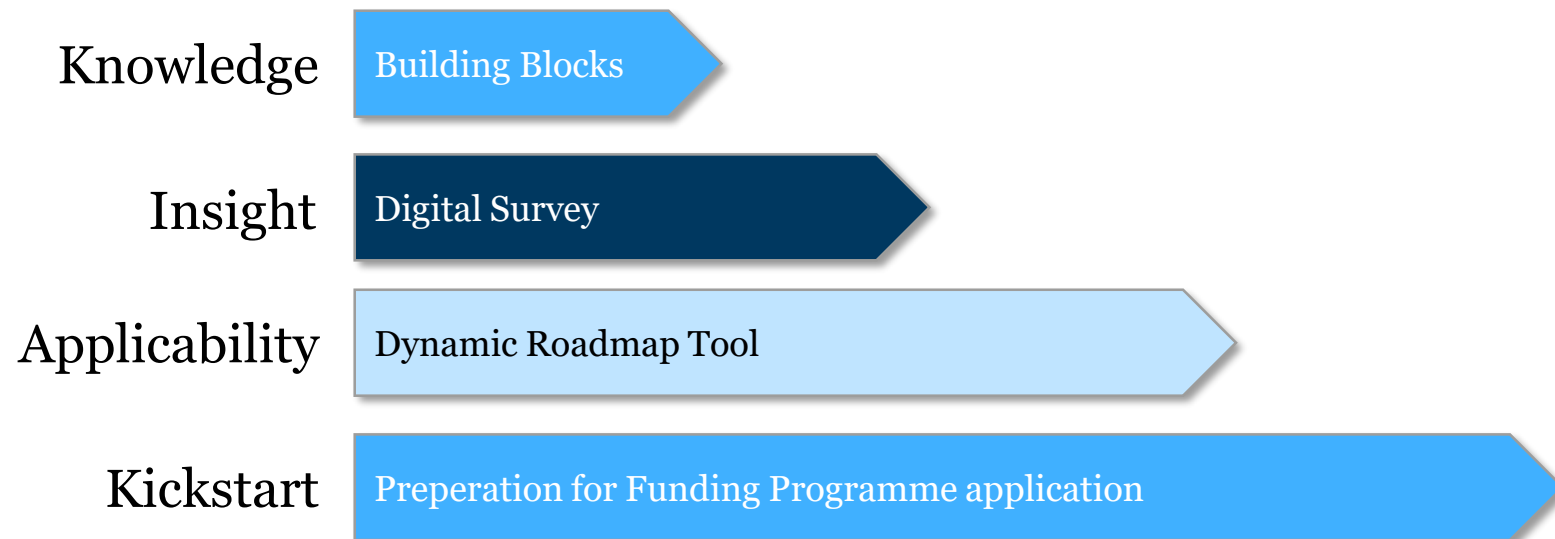 Knowledge
Building Blocks
Insight
Digital Survey
Applicability
Dynamic Roadmap Tool
Kickstart
Preperation for Funding Programme application